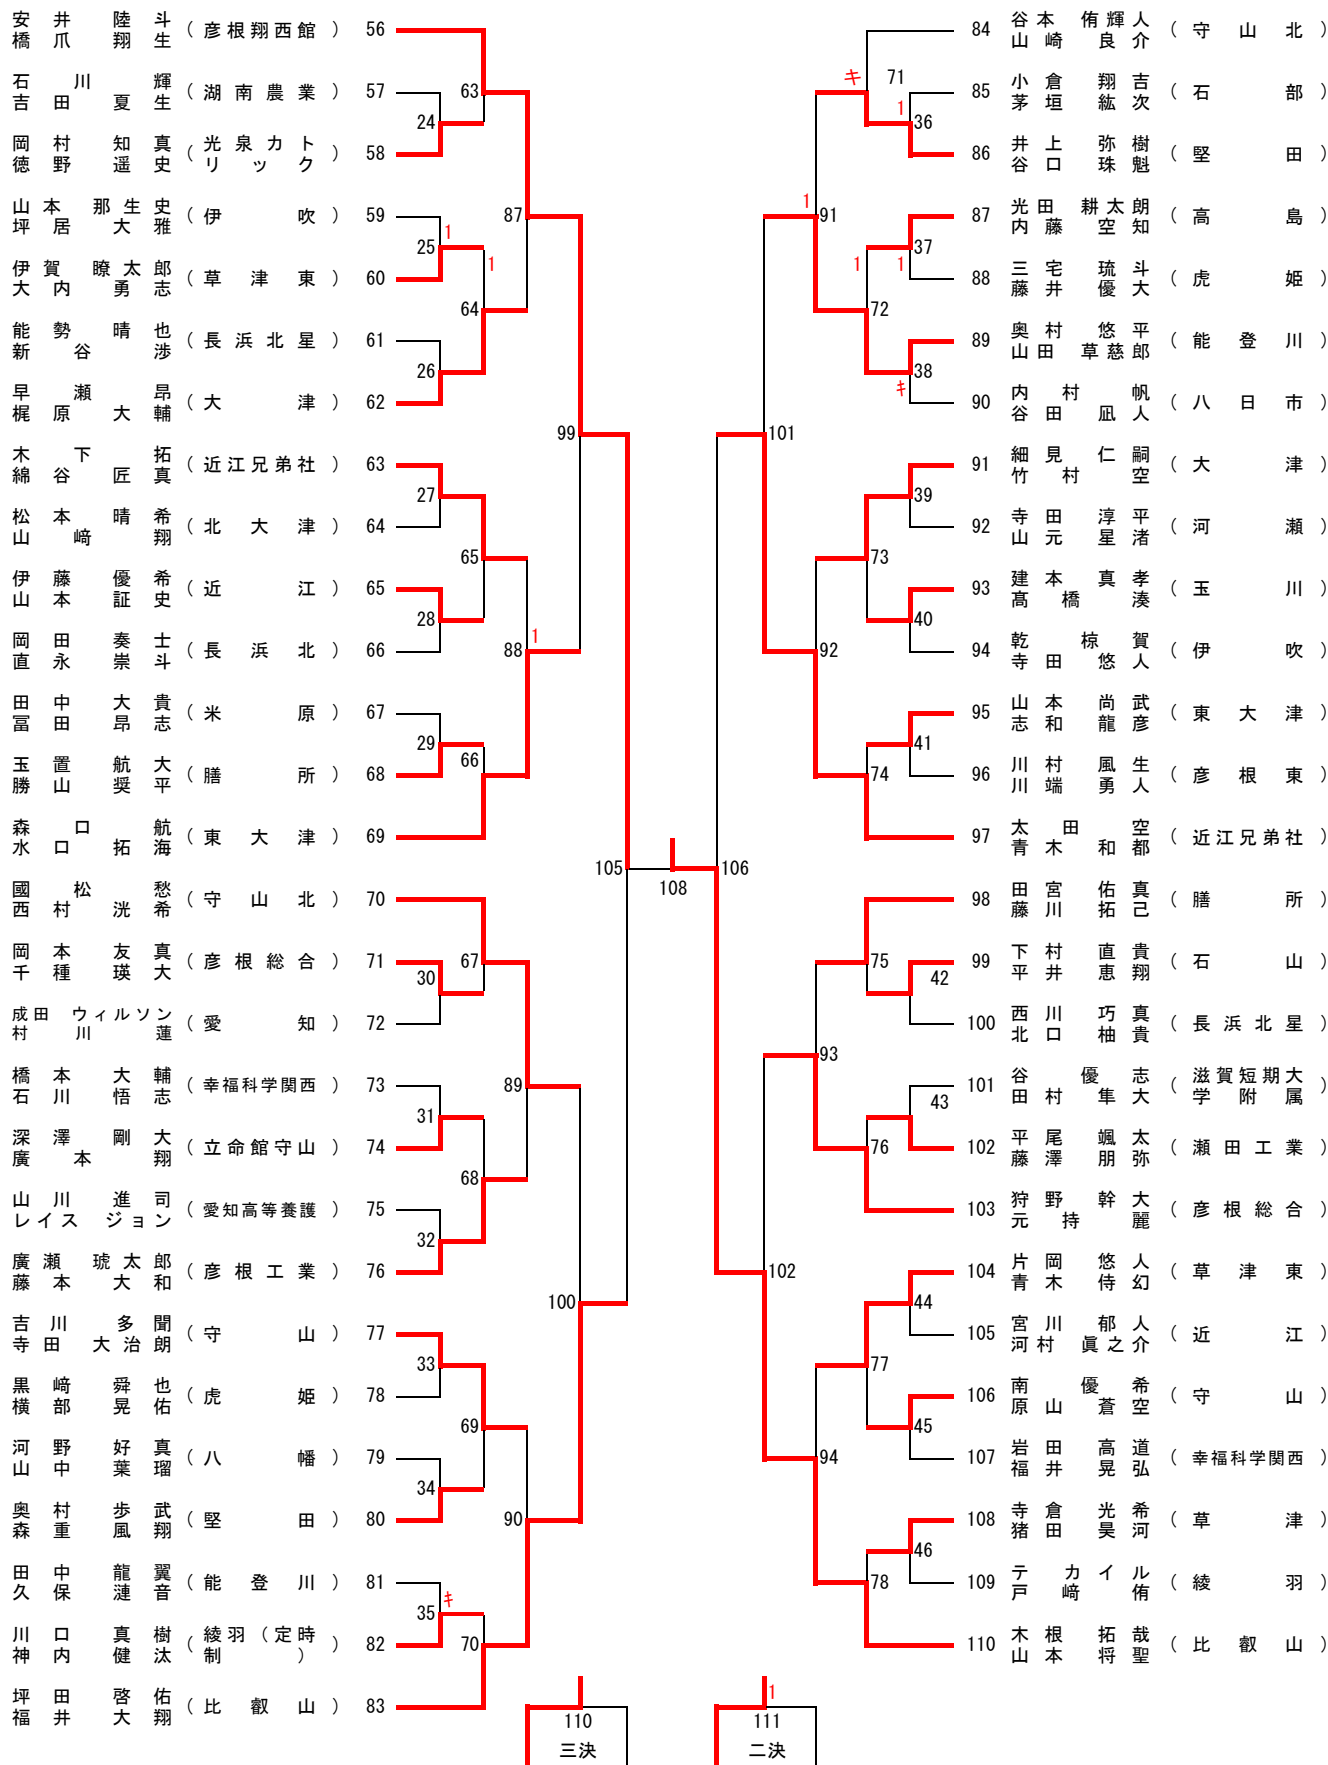 安井 陸斗
橋爪 翔生
（彦根翔西館） 56
石川 輝
吉田 夏生
（湖南農業） 57
岡村 知真
徳野 遥史
（光泉カトリック） 58
山本 那生史
坪居 大雅
（伊吹） 59
伊賀 瞭太郎
大内 勇志
（草津東） 60
能勢 晴也
新谷 渉
（長浜北星） 61
早瀬 昂
梶原 大輔
（大津） 62
木下 拓
綿谷 匠真
（近江兄弟社） 63
松本 晴希
山﨑 翔
（北大津） 64
伊藤 優希
山本 証史
（近江） 65
岡田 奏士
直永 崇斗
（長浜北） 66
田中 大貴
冨田 昂志
（米原） 67
玉置 航大
勝山 奨平
（膳所） 68
森口 航
水口 拓海
（東大津） 69
國松 愁
西村 洸希
（守山北） 70
岡本 友真
千種 瑛大
（彦根総合） 71
成田 ウィルソン
村川 蓮
（愛知） 72
橋本 大輔
石川 悟志
（幸福科学関西） 73
深澤 剛大
廣本 翔
（立命館守山） 74
山川 進司
レイス ジョン
（愛知高等養護） 75
廣瀬 琥太郎
藤本 大和
（彦根工業） 76
吉川 多聞
寺田 大治朗
（守山） 77
黒﨑 舜也
横部 晃佑
（虎姫） 78
河野 好真
山中 葉瑠
（八幡） 79
奥村 歩武
森重 風翔
（堅田） 80
田中 龍翼
久保 漣音
（能登川） 81
川口 真樹
神内 健汰
（綾羽（定時制）） 82
坪田 啓佑
福井 大翔
（比叡山） 83
63
24
87
25 1
1
64
26
99
27
65
28
88 1
29
66
105
67
30
89
31
68
32
100
33
69
34
90
35 キ
70
108
110
三決
111 1
二決
106
キ 71
1 36
1 91
37
1 1
72
38
キ
101
39
73
40
92
41
74
75
42
93
43
76
102
44
77
45
94
46
78
84 谷本 侑輝人
山崎 良介
（守山北）
85 小倉 翔吉
茅垣 紘次
（石部）
86 井上 弥樹
谷口 珠魁
（堅田）
87 光田 耕太朗
内藤 空知
（高島）
88 三宅 琉斗
藤井 優大
（虎姫）
89 奥村 悠平
山田 草慈郎
（能登川）
90 内村 帆
谷田 凪人
（八日市）
91 細見 仁嗣
竹村 空
（大津）
92 寺田 淳平
山元 星渚
（河瀬）
93 建本 真孝
髙橋 湊
（玉川）
94 乾 椋賀
寺田 悠人
（伊吹）
95 山本 尚武
志和 龍彦
（東大津）
96 川村 風生
川端 勇人
（彦根東）
97 太田 空
青木 和都
（近江兄弟社）
98 田宮 佑真
藤川 拓己
（膳所）
99 下村 直貴
平井 恵翔
（石山）
100 西川 巧真
北口 柚貴
（長浜北星）
101 谷 優志
田村 隼大
（滋賀短期大学附属）
102 平尾 颯太
藤澤 朋弥
（瀬田工業）
103 狩野 幹大
元持 麗
（彦根総合）
104 片岡 悠人
青木 侍幻
（草津東）
105 宮川 郁人
河村 眞之介
（近江）
106 南 優希
原山 蒼空
（守山）
107 岩田 高道
福井 晃弘
（幸福科学関西）
108 寺倉 光希
猪田 昊河
（草津）
109 テ カイル
戸﨑 侑
（綾羽）
110 木根 拓哉
山本 将聖
（比叡山）